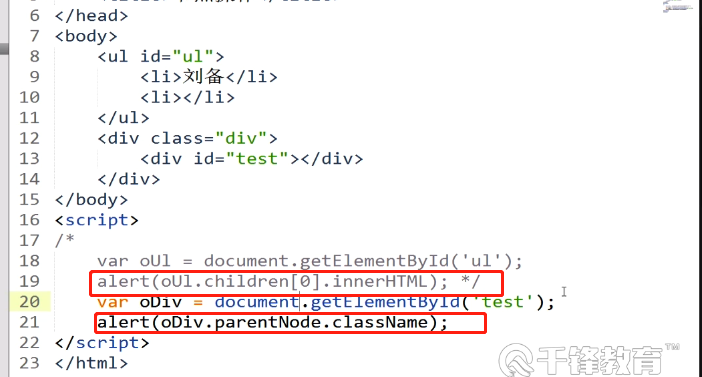 6 </head>
7 <body>
8 <ul id="ul">
9 <li>刘备</li>
10 <li></li>
11 </ul>
12 <div class="div">
13 <div id="test"></div>
14 </div>
15 </body>
16 <script>
17 /*
18 var oUl = document.getElementById('ul');
19 alert(oUl.children[0].innerHTML); */
20 var oDiv = document.getElementById('test');
21 alert(oDiv.parentNode.className);
22 </script>
23 </html>
千锋教育™